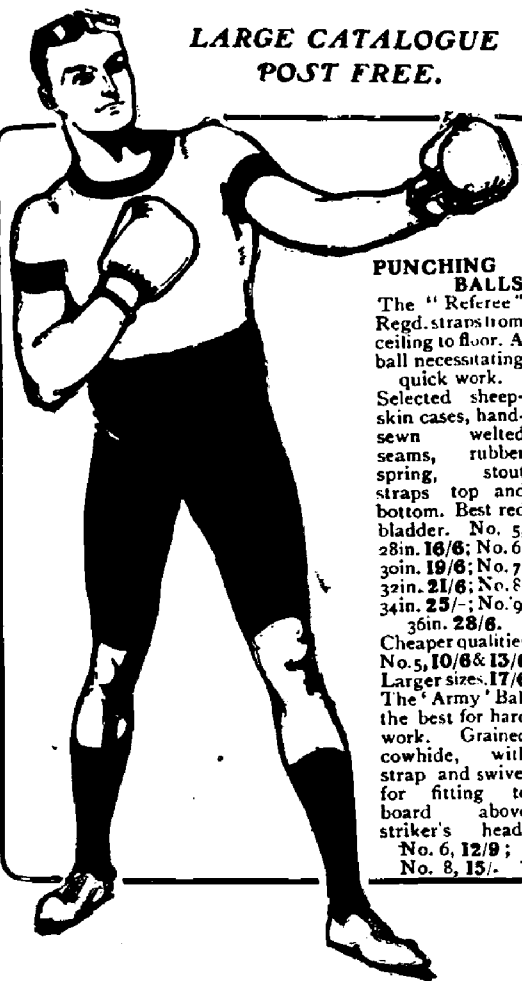 LARGE CATALOGUE
POST FREE.
PUNCHING
BALLS
The "Referee"
Regd. straps from
ceiling to floor. A
ball necessitating
quick work.
Selected sheep-
skin cases, hand-
sewn welted
seams, rubber
spring, stout
straps top and
bottom. Best red
bladder. No. 5,
28in. 16/6; No. 6
30in. 19/6; No. 7
32in. 21/6; No. 8
34in. 25/-; No. 9
36in. 28/6.
Cheaper qualitie
No. 5, 10/6 & 13/6
Larger sizes. 17/6
The 'Army' Bal
the best for hard
work. Grained
cowhide, with
strap and swive
for fitting to
board above
striker's head
No. 6, 12/9;
No. 8, 15/-